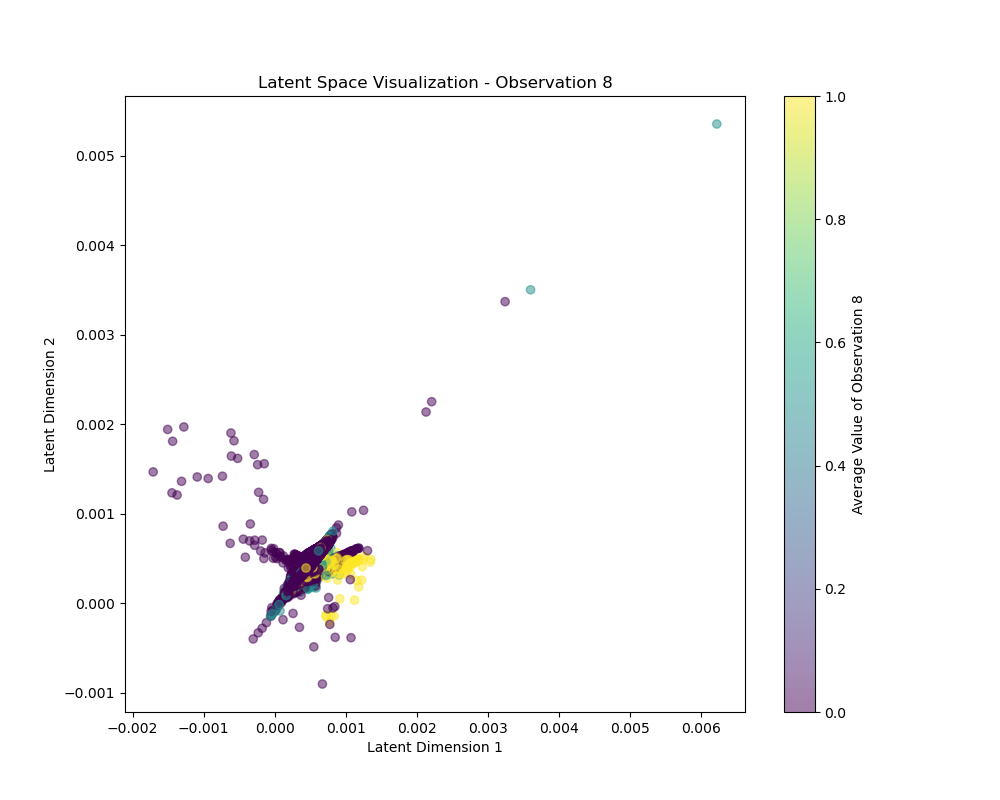 Latent Space Visualization - Observation 8
0.005
0.004
0.003
0.002
0.001
0.000
−0.001
Latent Dimension 2
−0.002 −0.001 0.000 0.001 0.002 0.003 0.004 0.005 0.006
Latent Dimension 1
1.0
0.8
0.6
0.4
0.2
0.0
Average Value of Observation 8